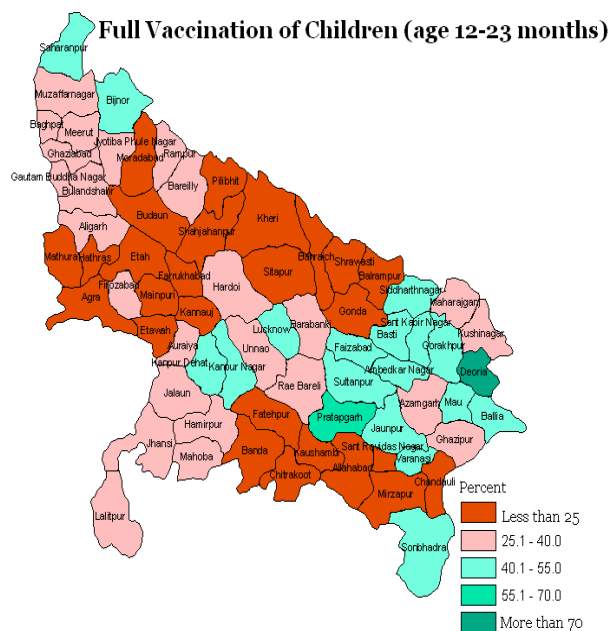 Full Vaccination of Children (age 12-23 months)
Saharanpur
Muzaffarnagar
Bijnor
Baghpat
Meerut
Jyotiba Phule Nagar
Ghaziabad
Moradabad
Rampur
Gautam Buddha Nagar
Bulandshahr
Bareilly
Pilibhit
Aligarh
Budaun
Shahjahanpur
Kheri
Mathura
Hathras
Etah
Farrukhabad
Sitapur
Bahraich
Shrawasti
Balrampur
Siddharthnagar
Agra
Firozabad
Mainpuri
Hardoi
Gonda
Maharajganj
Kannauj
Etavah
Lucknow
Barabanki
Sant Kabir Nagar
Kushinagar
Auraiya
Unnao
Faizabad
Basti
Gorakhpur
Kanpur Dehat
Kanpur Nagar
Ambedkar Nagar
Deoria
Jalaun
Rae Bareli
Sultanpur
Azamgarh
Mau
Hamirpur
Fatehpur
Pratapgarh
Jaunpur
Ballia
Jhansi
Mahoba
Banda
Kaushambi
Sant Ravidas Nagar
Ghazipur
Varanasi
Chitrakoot
Allahabad
Mirzapur
Chandauli
Lalitpur
Sonbhadra
Percent
Less than 25
25.1 - 40.0
40.1 - 55.0
55.1 - 70.0
More than 70